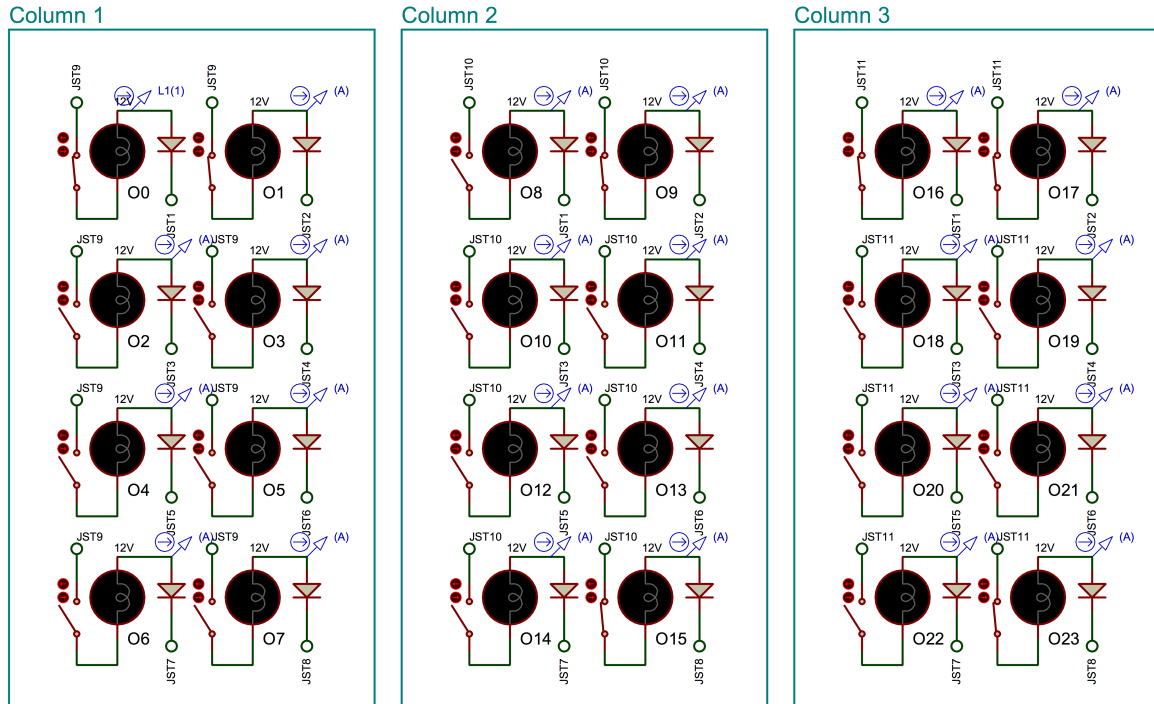 Column 1 Column 2 Column 3
JST9 JST9 JST10 JST10 JST11 JST11
L1(1) (A) (A) (A) (A) (A)
12V 12V 12V 12V 12V 12V
O0 O1 O8 O9 O16 O17
JST1 JST2 JST1 JST2 JST1 JST2
JST9 (A) JST9 (A) JST10 (A) JST10 (A) JST11 (A) JST11 (A)
12V 12V 12V 12V 12V 12V
O2 O3 O10 O11 O18 O19
JST3 JST4 JST3 JST4 JST3 JST4
JST9 (A) JST9 (A) JST10 (A) JST10 (A) JST11 (A) JST11 (A)
12V 12V 12V 12V 12V 12V
O4 O5 O12 O13 O20 O21
JST5 JST6 JST5 JST6 JST5 JST6
JST9 (A) JST9 (A) JST10 (A) JST10 (A) JST11 (A) JST11 (A)
12V 12V 12V 12V 12V 12V
O6 O7 O14 O15 O22 O23
JST7 JST8 JST7 JST8 JST7 JST8